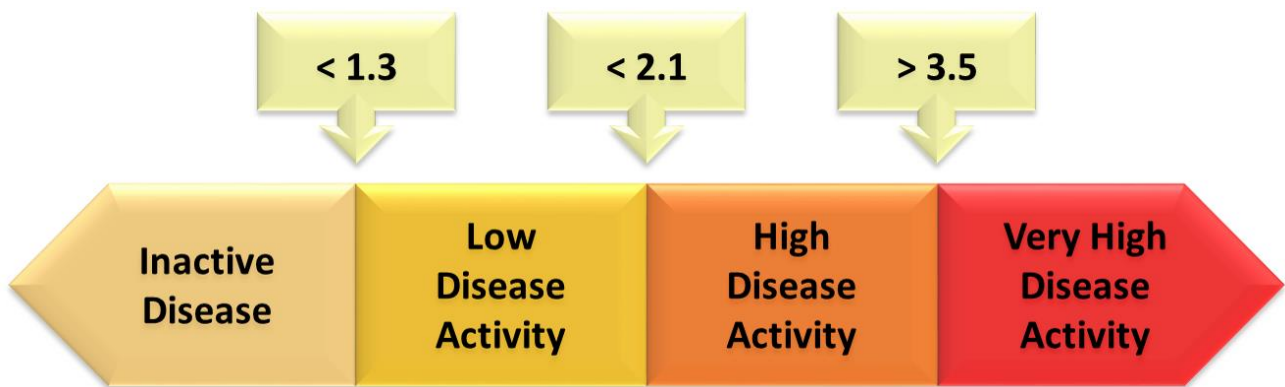 < 1.3
< 2.1
> 3.5
Inactive
Disease
Low
Disease
Activity
High
Disease
Activity
Very High
Disease
Activity